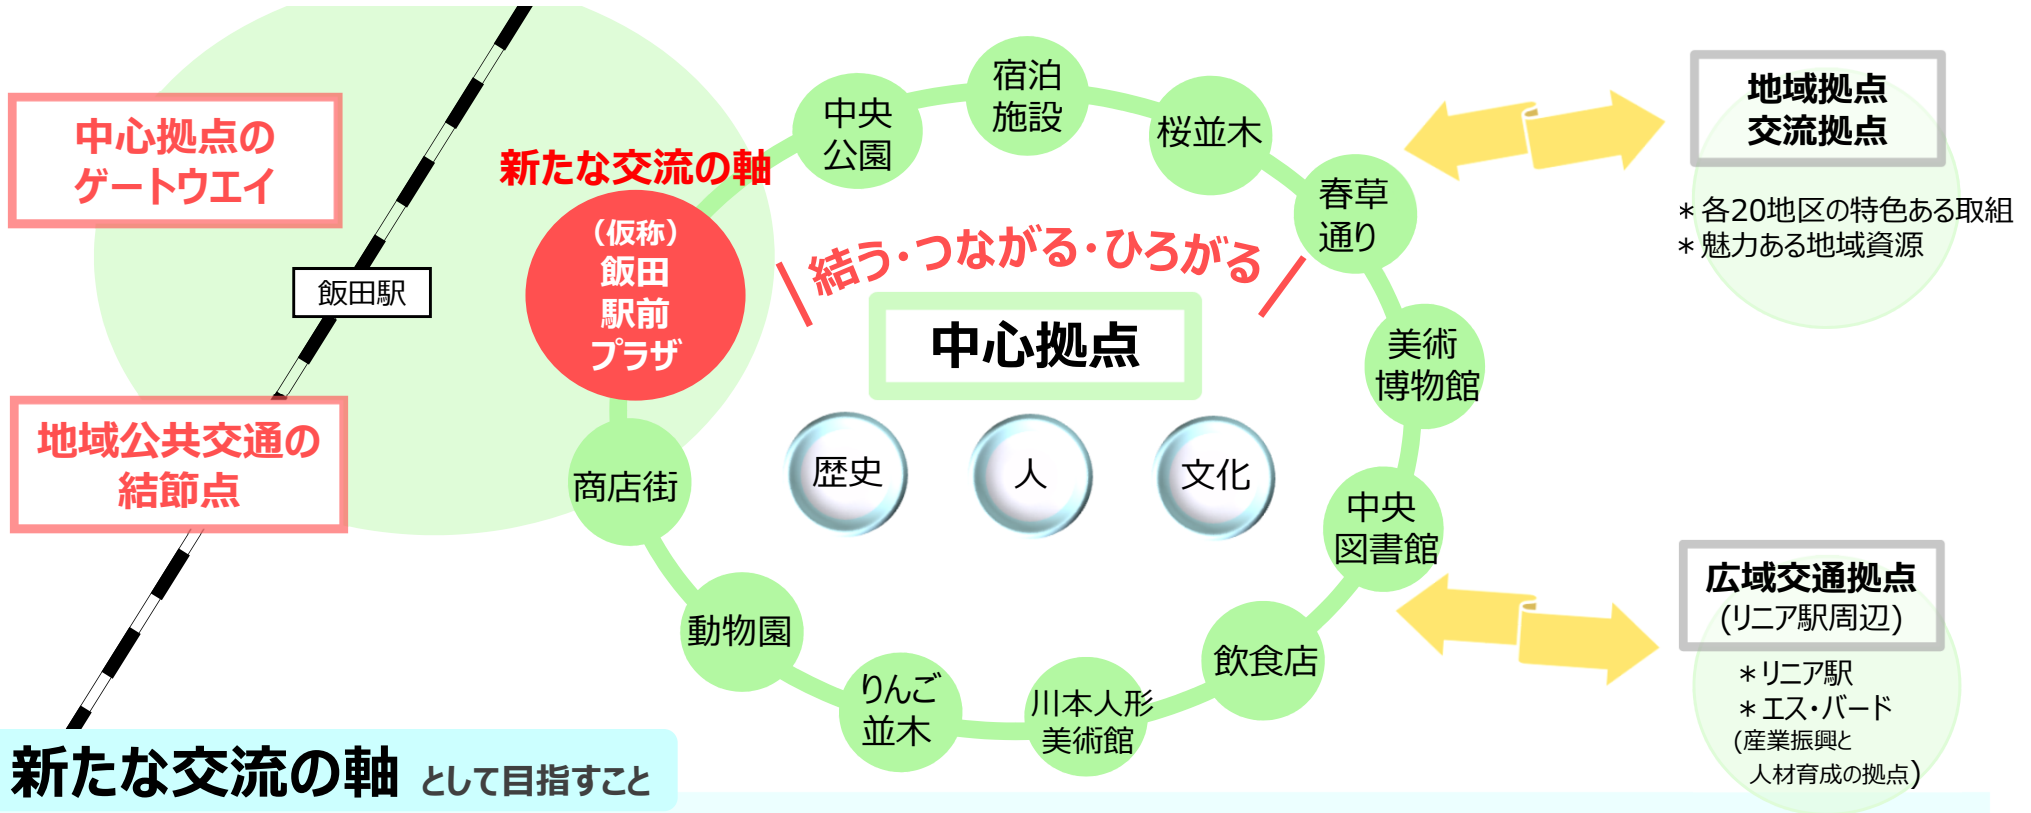 中心拠点の
ゲートウエイ
飯田駅
地域公共交通の
結節点
新たな交流の軸
（仮称）
飯田
駅前
プラザ
中央
公園
宿泊
施設
桜並木
春草
通り
美術
博物館
中央
図書館
飲食店
川本人形
美術館
りんご
並木
動物園
商店街
結う・つながる・ひろがる
中心拠点
歴史
人
文化
地域拠点
交流拠点
＊各20地区の特色ある取組
＊魅力ある地域資源
広域交通拠点
(リニア駅周辺)
＊リニア駅
＊エス・バード
(産業振興と
人材育成の拠点)
新たな交流の軸 として目指すこと